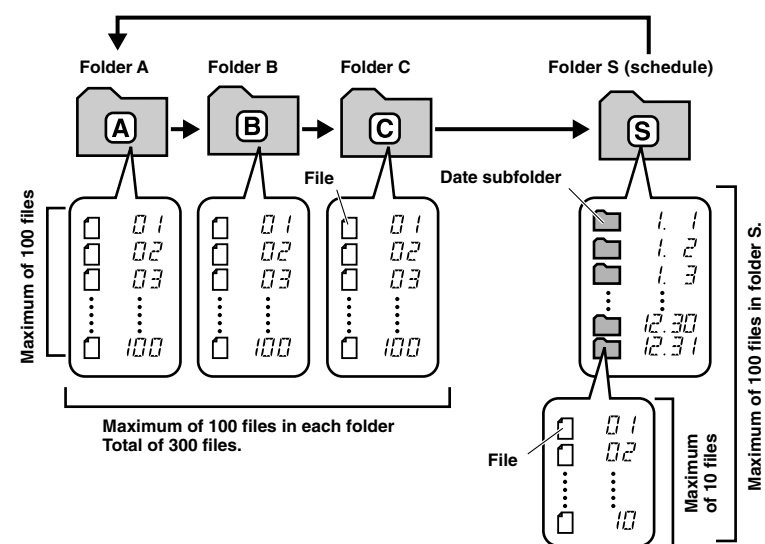 Folder A
Folder B
Folder C
Folder S (schedule)
A
B
C
S
File
Date subfolder
Maximum of 100 files
01
02
03
100
01
02
03
100
01
02
03
100
1. 1
1. 2
1. 3
12.30
12.31
Maximum of 100 files in each folder
Total of 300 files.
File
01
02
10
Maximum
of 10 files
Maximum of 100 files in folder S.